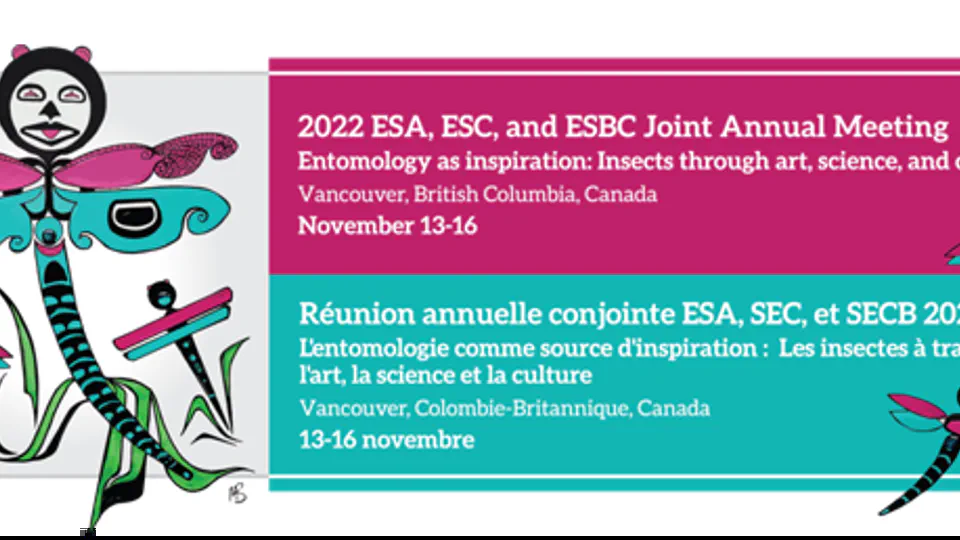 2022 ESA, ESC, and ESBC Joint Annual Meeting
Entomology as inspiration: Insects through art, science, and
Vancouver, British Columbia, Canada
November 13-16
Réunion annuelle conjointe ESA, SEC, et SECB
L'entomologie comme source d'inspiration : Les insectes à
l'art, la science et la culture
Vancouver, Colombie-Britannique, Canada
13-16 novembre